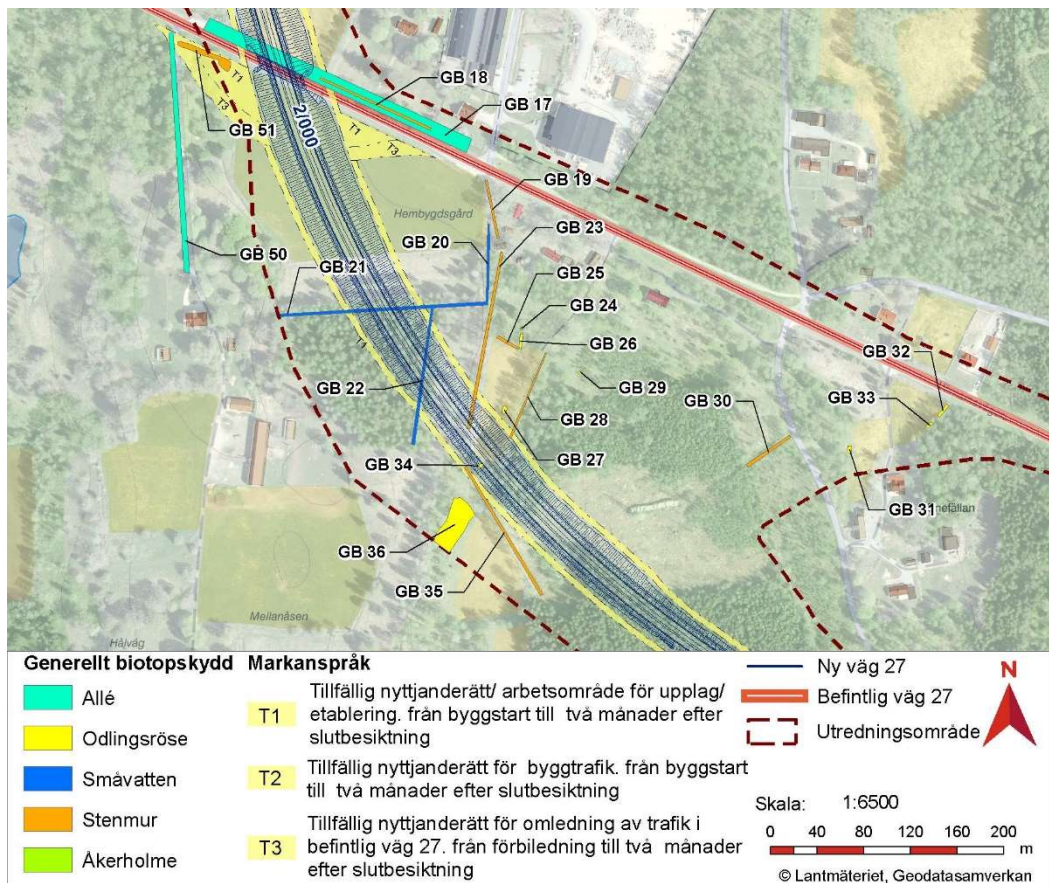 GB 18
GB 17
T1
2/000
GB 51
T3
T1
T3
GB 19
Hembygdsgård
GB 23
GB 20
GB 50
GB 21
GB 25
GB 24
GB 26
T1
GB 22
GB 29
GB 32
GB 33
GB 30
GB 28
GB 34
GB 27
GB 31
nefällan
GB 36
GB 35
Mellanåsen
Hålväg
Generellt biotopskydd
Allé
Odlingsröse
Småvatten
Stenmur
Åkerholme
Markanspråk
T1
Tillfällig nyttjanderätt/ arbetsområde för upplag/
etablering. från byggstart till två månader efter
slutbesiktning
T2
Tillfällig nyttjanderätt för byggtrafik. från byggstart
till två månader efter slutbesiktning
T3
Tillfällig nyttjanderätt för omledning av trafik i
befintlig väg 27. från förbiledning till två månader
efter slutbesiktning
Ny väg 27
Befintlig väg 27
Utredningsområde
N
Skala: 1:6500
0 40 80 120 160 200
m
© Lantmäteriet, Geodatasamverkan